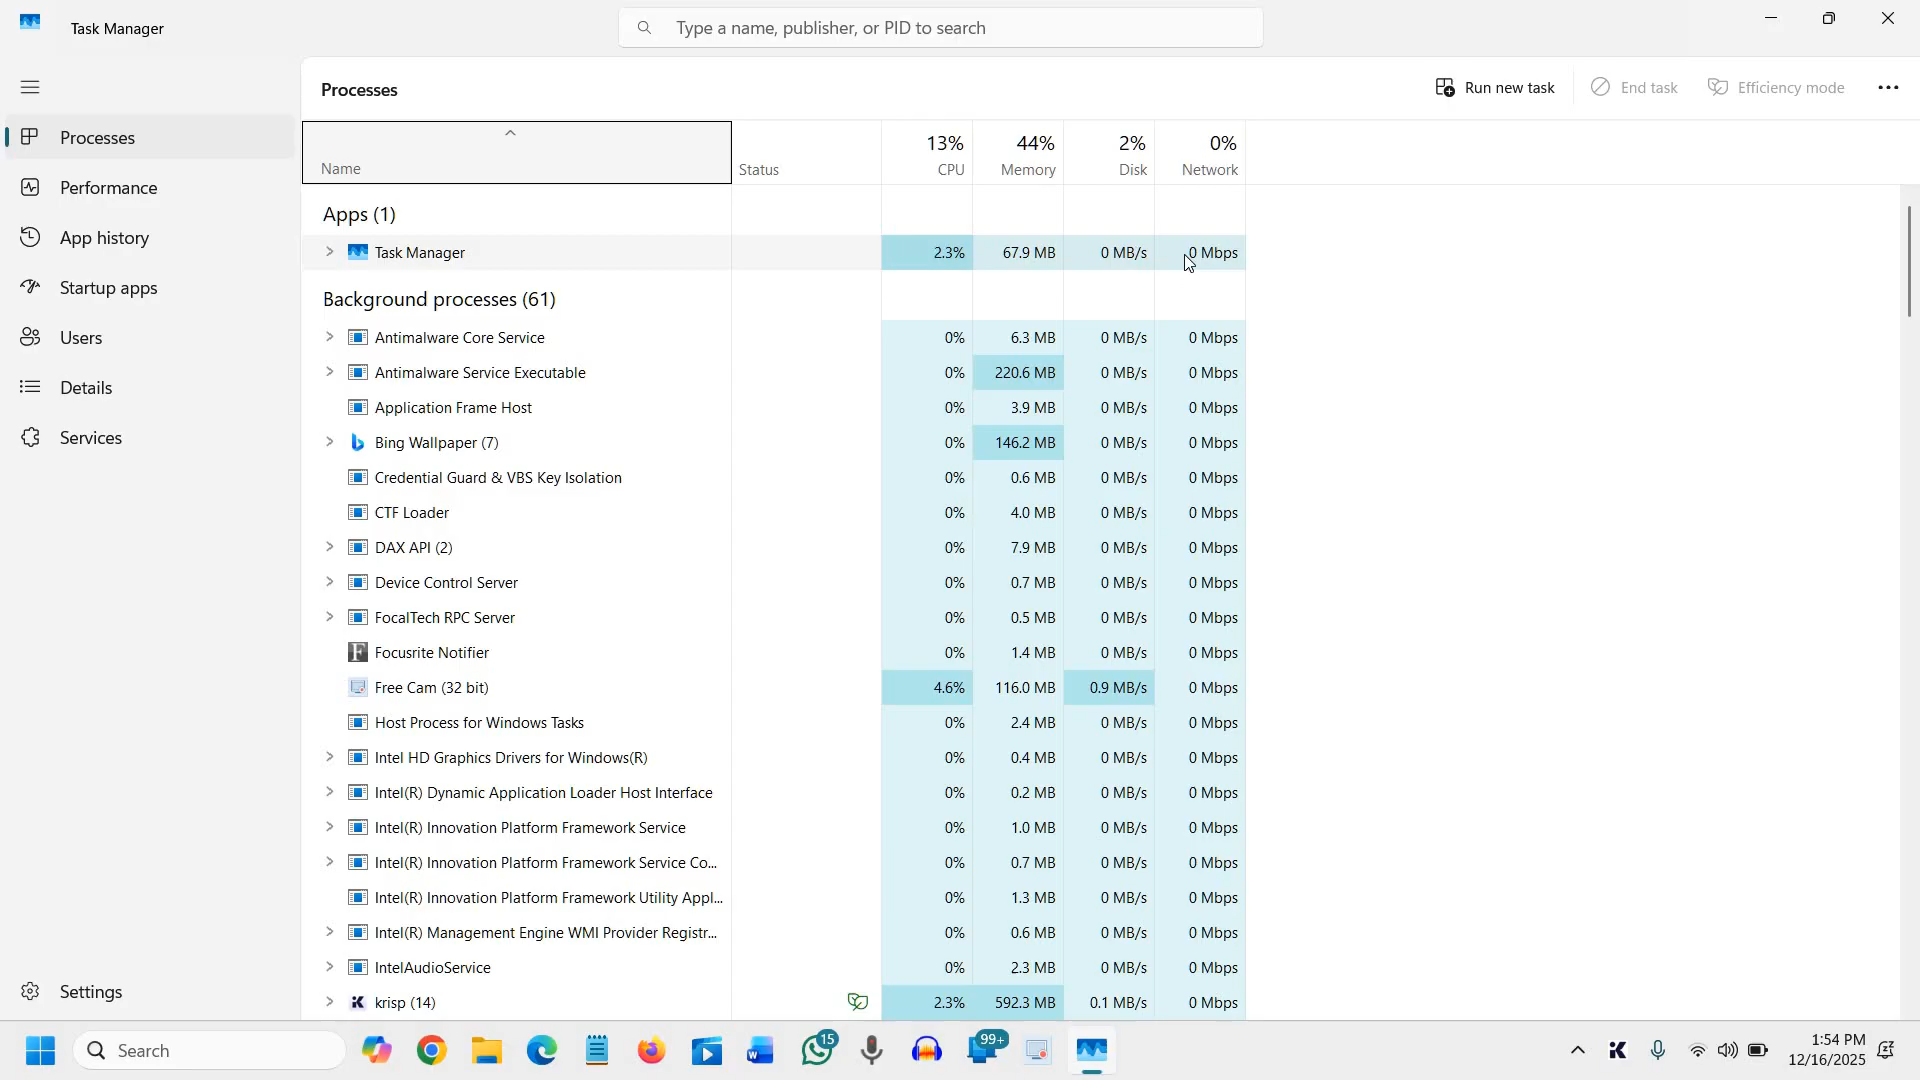 Task Manager
Type a name, publisher, or PID to search
Processes
Performance
App history
Startup apps
Users
Details
Services
Settings
Processes
Run new task
End task
Efficiency mode
Name Status 13% CPU 44% Memory 2% Disk 0% Network
Apps (1)
Task Manager 2.3% 67.9 MB 0 MB/s 0 Mbps
Background processes (61)
Antimalware Core Service 0% 6.3 MB 0 MB/s 0 Mbps
Antimalware Service Executable 0% 220.6 MB 0 MB/s 0 Mbps
Application Frame Host 0% 3.9 MB 0 MB/s 0 Mbps
Bing Wallpaper (7) 0% 146.2 MB 0 MB/s 0 Mbps
Credential Guard & VBS Key Isolation 0% 0.6 MB 0 MB/s 0 Mbps
CTF Loader 0% 4.0 MB 0 MB/s 0 Mbps
DAX API (2) 0% 7.9 MB 0 MB/s 0 Mbps
Device Control Server 0% 0.7 MB 0 MB/s 0 Mbps
FocalTech RPC Server 0% 0.5 MB 0 MB/s 0 Mbps
Focusrite Notifier 0% 1.4 MB 0 MB/s 0 Mbps
Free Cam (32 bit) 4.6% 116.0 MB 0.9 MB/s 0 Mbps
Host Process for Windows Tasks 0% 2.4 MB 0 MB/s 0 Mbps
Intel HD Graphics Drivers for Windows(R) 0% 0.4 MB 0 MB/s 0 Mbps
Intel(R) Dynamic Application Loader Host Interface 0% 0.2 MB 0 MB/s 0 Mbps
Intel(R) Innovation Platform Framework Service 0% 1.0 MB 0 MB/s 0 Mbps
Intel(R) Innovation Platform Framework Service Co... 0% 0.7 MB 0 MB/s 0 Mbps
Intel(R) Innovation Platform Framework Utility Appl... 0% 1.3 MB 0 MB/s 0 Mbps
Intel(R) Management Engine WMI Provider Registr... 0% 0.6 MB 0 MB/s 0 Mbps
IntelAudioService 0% 2.3 MB 0 MB/s 0 Mbps
krisp (14) 2.3% 592.3 MB 0.1 MB/s 0 Mbps
Search
15
99+
1:54 PM
12/16/2025